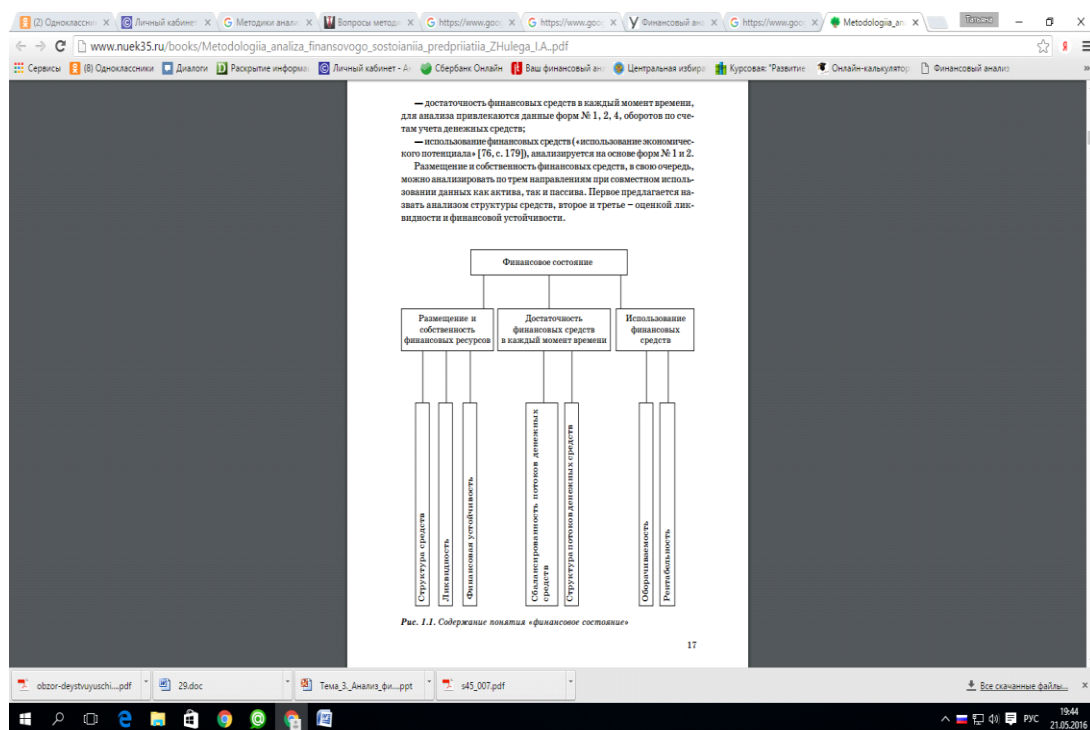 (2) Одноклассни
Личный кабинет
Методики анали
Вопросы методи
https://www.goo
https://www.goo
Финансовый ана
https://www.goo
Metodologiia_an
Татьяна
www.nuek35.ru/books/Metodologiia_analiza_finansovogo_sostoianiia_predpriiatiia_ZHulega_I.A..pdf
Сервисы
(8) Одноклассники
Диалоги
Раскрытие информа
Личный кабинет - А
Сбербанк Онлайн
Ваш финансовый ан
Центральная избира
Курсовая: "Развитие
Онлайн-калькулятор
Финансовый анализ
— достаточность финансовых средств в каждый момент времени,
для анализа привлекаются данные форм № 1, 2, 4, оборотов по сче-
там учета денежных средств;
— использование финансовых средств («использование экономичес-
кого потенциала» [76, с. 179]), анализируется на основе форм № 1 и 2.
Размещение и собственность финансовых средств, в свою очередь,
можно анализировать по трем направлениям при совместном исполь-
зовании данных как актива, так и пассива. Первое предлагается на-
звать анализом структуры средств, второе и третье – оценкой лик-
видности и финансовой устойчивости.
Финансовое состояние
Размещение и
собственность
финансовых ресурсов
Достаточность
финансовых средств
в каждый момент времени
Использование
финансовых
средств
Структура средств
Ликвидность
Финансовая устойчивость
Сбалансированность потоков денежных
средств
Структура потоков денежных средств
Оборачиваемость
Рентабельность
Рис. 1.1. Содержание понятия «финансовое состояние»
17
obzor-deystvuyuschi....pdf
29.doc
Тема_3._Анализ_фи....ppt
s45_007.pdf
Все скачанные файлы...
РУС
19:44
21.05.2016